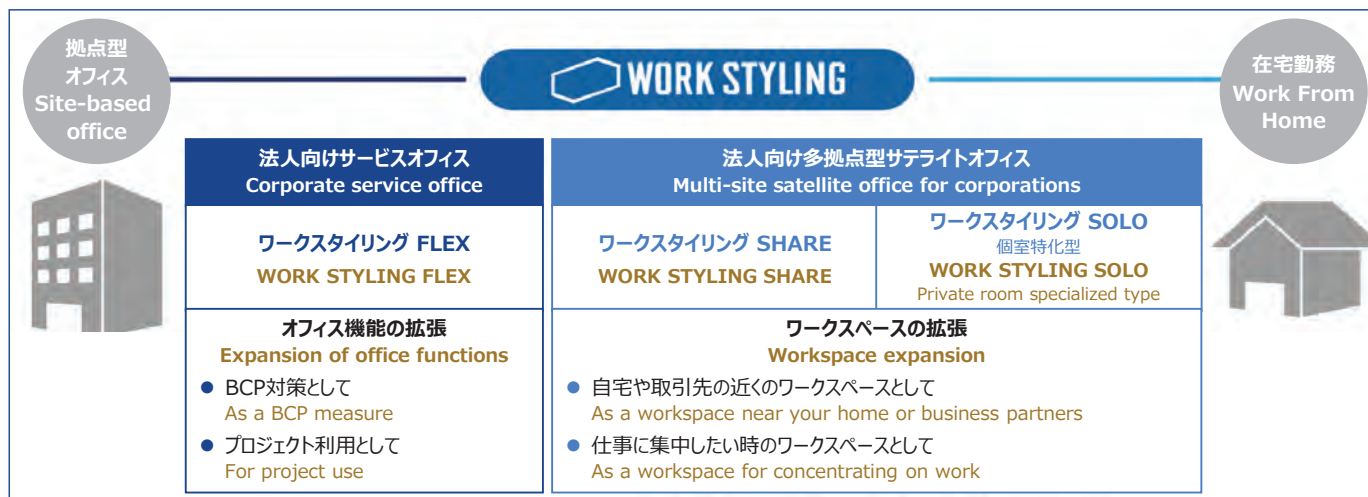 拠点型
オフィス
Site-based
office
WORK STYLING
在宅勤務
Work From
Home
法人向けサービスオフィス
Corporate service office
法人向け多拠点型サテライトオフィス
Multi-site satellite office for corporations
ワークスタイリング FLEX
WORK STYLING FLEX
ワークスタイリング SHARE
WORK STYLING SHARE
ワークスタイリング SOLO
個室特化型
WORK STYLING SOLO
Private room specialized type
オフィス機能の拡張
Expansion of office functions
● BCP対策として
As a BCP measure
● プロジェクト利用として
For project use
ワークスペースの拡張
Workspace expansion
● 自宅や取引先の近くのワークスペースとして
As a workspace near your home or business partners
● 仕事に集中したい時のワークスペースとして
As a workspace for concentrating on work